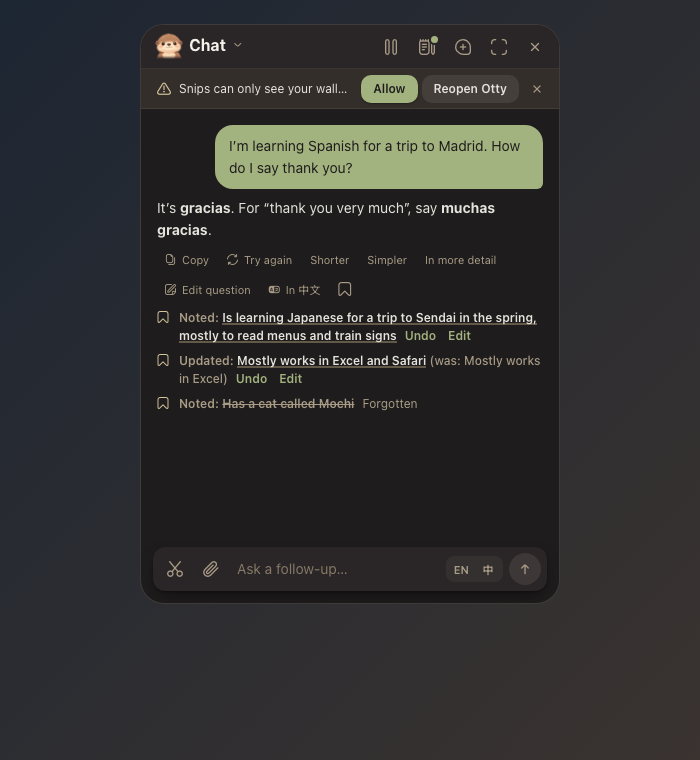 Chat
Snips can only see your wall... Allow Reopen Otty
I’m learning Spanish for a trip to Madrid. How
do I say thank you?
It’s gracias. For “thank you very much”, say muchas
gracias.
Copy Try again Shorter Simpler In more detail
Edit question In 中文
Noted: Is learning Japanese for a trip to Sendai in the spring,
mostly to read menus and train signs Undo Edit
Updated: Mostly works in Excel and Safari (was: Mostly works
in Excel) Undo Edit
Noted: Has a cat called Mochi Forgotten
Ask a follow-up... EN 中